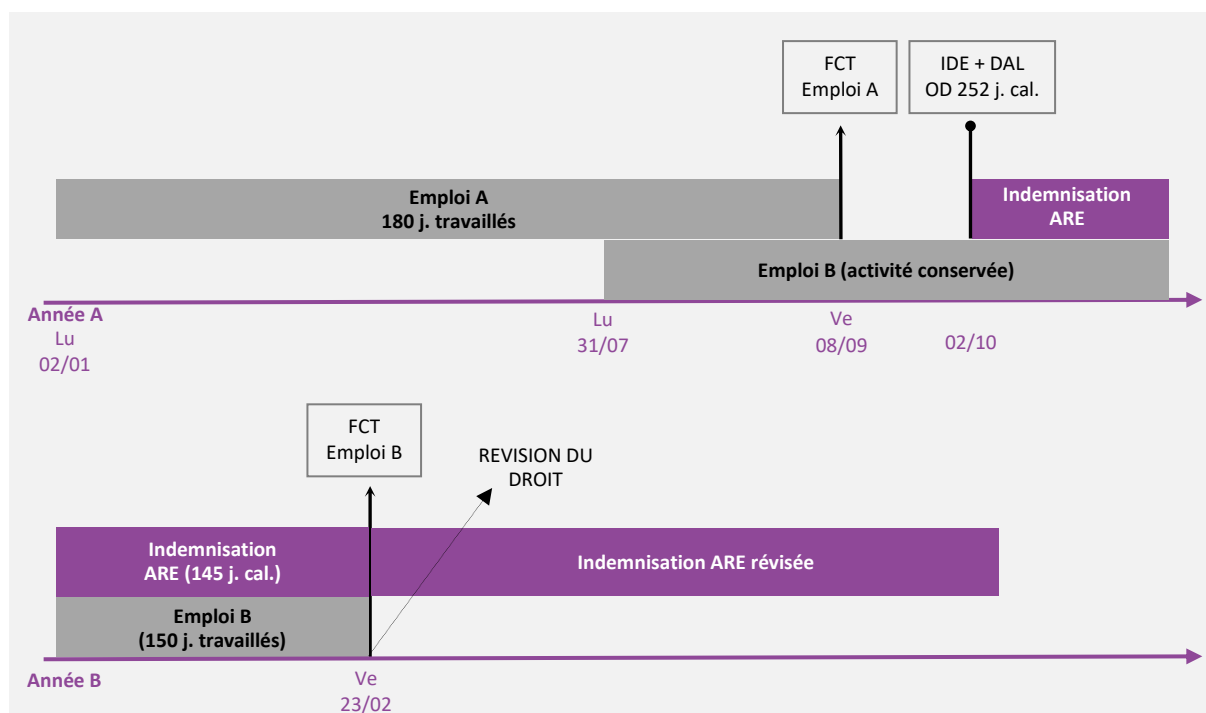 FCT
Emploi A
IDE + DAL
OD 252 j. cal.
Emploi A
180 j. travaillés
Indemnisation
ARE
Emploi B (activité conservée)
Année A
Lu
02/01
Lu
31/07
Ve
08/09
02/10
FCT
Emploi B
REVISION DU
DROIT
Indemnisation
ARE (145 j. cal.)
Indemnisation ARE révisée
Emploi B
(150 j. travaillés)
Année B
Ve
23/02